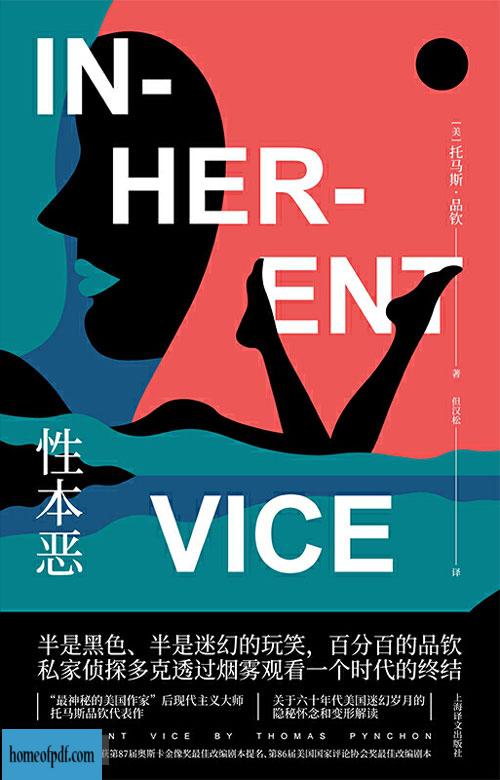 IN-
HER-
ENT
VICE
[美]托马斯·品钦——著
但汉松——译
性本恶
半是黑色、半是迷幻的玩笑，百分百的品钦
私家侦探多克透过烟雾观看一个时代的终结
“最神秘的美国作家”后现代主义大师
托马斯品钦代表作
关于六十年代美国迷幻岁月的
隐秘怀念和变形解读
上海译文出版社
ENT VICE BY THOMAS PYNCHON
获第87届奥斯卡金像奖最佳改编剧本提名、第86届美国国家评论协会奖最佳改编剧本
homeofpdf.com